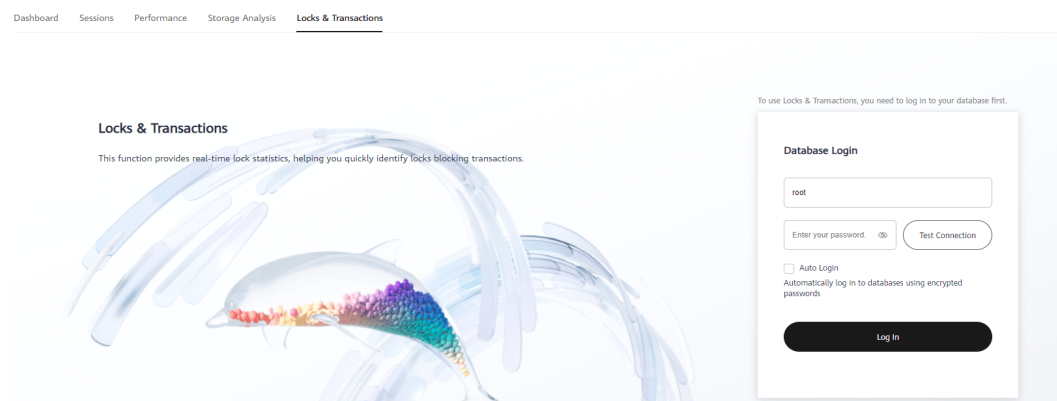 Dashboard Sessions Performance Storage Analysis Locks & Transactions
To use Locks & Transactions, you need to log in to your database first.
Locks & Transactions
This function provides real-time lock statistics, helping you quickly identify locks blocking transactions.
Database Login
root
Enter your password. Test Connection
Auto Login
Automatically log in to databases using encrypted
passwords
Log In